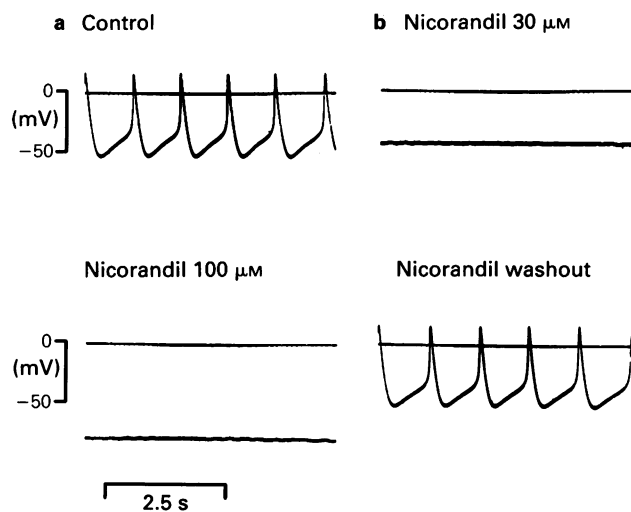 a Control
b Nicorandil 30 μM
0
(mV)
−50
Nicorandil 100 μM
Nicorandil washout
0
(mV)
−50
2.5 s